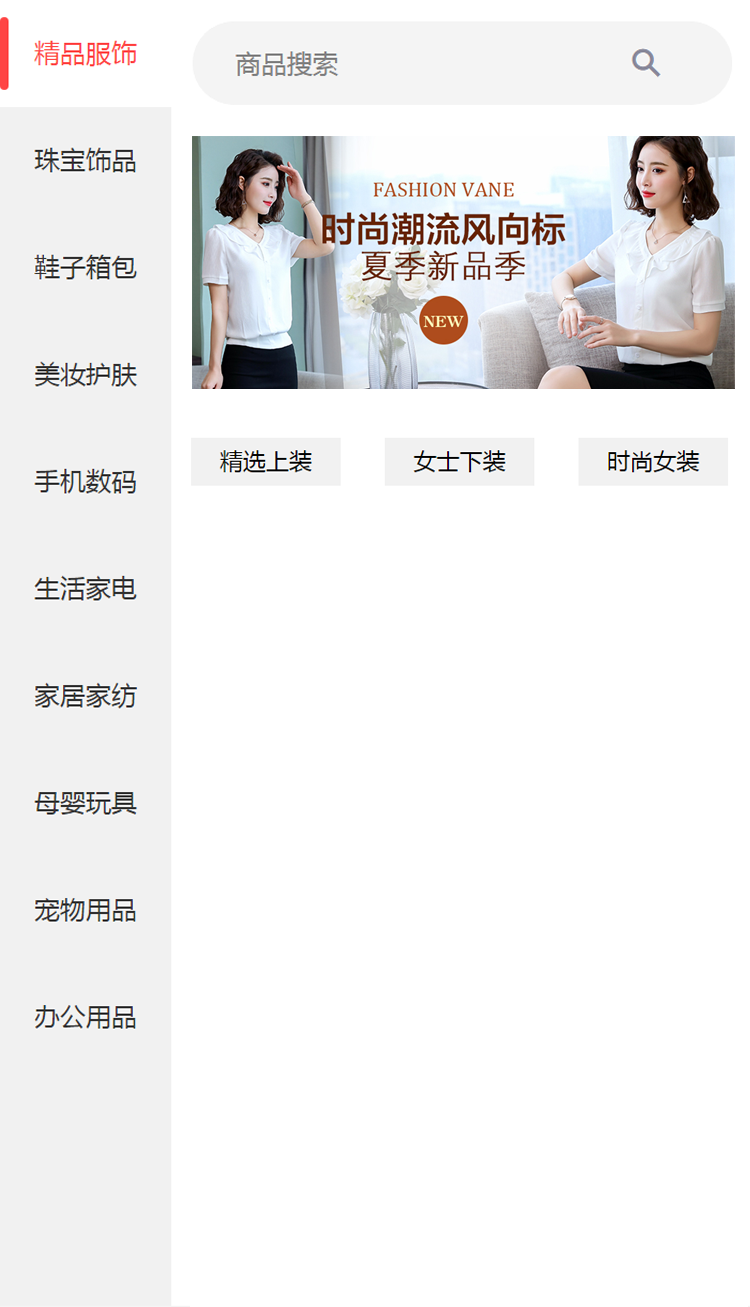 精品服饰
珠宝饰品
鞋子箱包
美妆护肤
手机数码
生活家电
家居家纺
母婴玩具
宠物用品
办公用品
商品搜索
FASHION VANE
时尚潮流风向标
夏季新品季
NEW
精选上装
女士下装
时尚女装